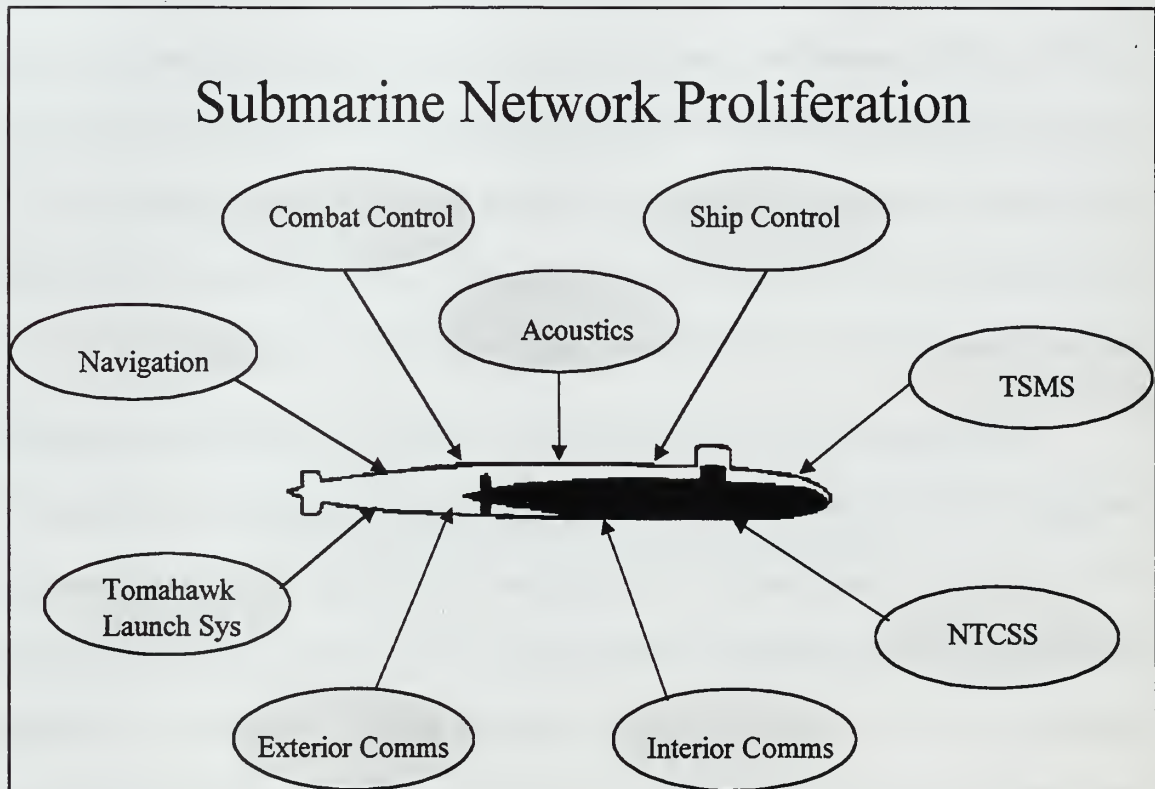 Submarine Network Proliferation
Combat Control
Ship Control
Acoustics
Navigation
TSMS
Tomahawk
Launch Sys
NTCSS
Exterior Comms
Interior Comms